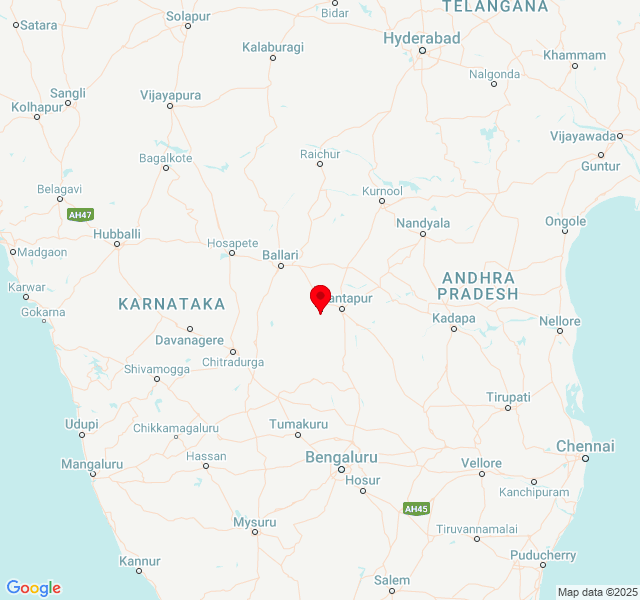 TELANGANA
Bidar
Satara
Solapur
Hyderabad
Kalaburagi
Khammam
Nalgonda
Sangli
Vijayapura
Kolhapur
Vijayawada
Bagalkote
Raichur
Guntur
Belagavi
Kurnool
AH47
Nandyala
Ongole
Hubballi
Hosapete
Madgaon
Ballari
ANDHRA
PRADESH
Karwar
KARNATAKA
antapur
Gokarna
Kadapa
Nellore
Davanagere
Chitradurga
Shivamogga
Tirupati
Udupi
Chikkamagaluru
Tumakuru
Chennai
Hassan
Bengaluru
Mangaluru
Vellore
Hosur
Kanchipuram
AH45
Mysuru
Tiruvannamalai
Kannur
Puducherry
Salem
Google
Map data ©2025